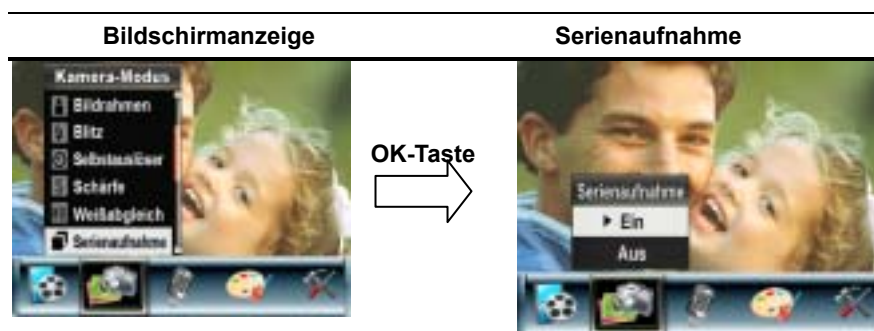 Bildschirmanzeige
Serienaufnahme
Kamera-Modus
Bildrahmen
Blitz
Selbstauslöser
Schärfe
Weißabgleich
Serienaufnahme
OK-Taste
Serienaufnahme
Ein
Aus